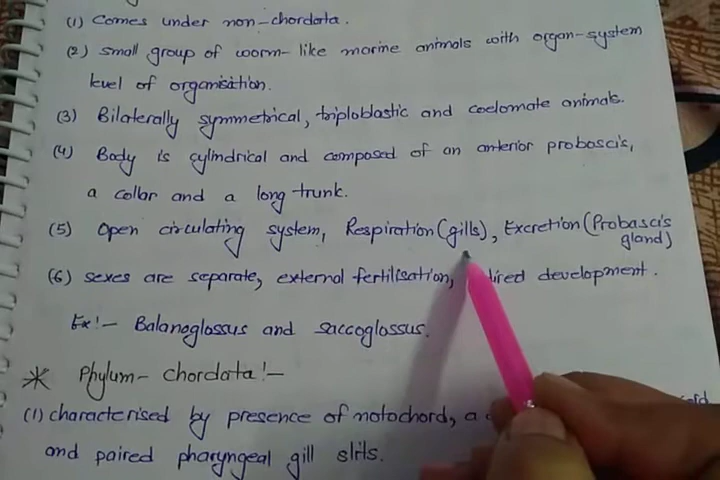 (1) Comes under non-chordata.
(2) small group of worm-like marine animals with organ-system
level of organisation.
(3) Bilaterally symmetrical, triploblastic and coelomate animals.
(4) Body is cylindrical and composed of an anterior proboscis,
a collar and a long trunk.
(5) Open circulating system, Respiration (gills), Excretion (Probascis
gland)
(6) sexes are separate, external fertilisation, development.
Ex!- Balanoglossus and saccoglossus.
* Phylum- chordata!-
(1) characterised by presence of notochord, a
and paired pharyngeal gill slits.